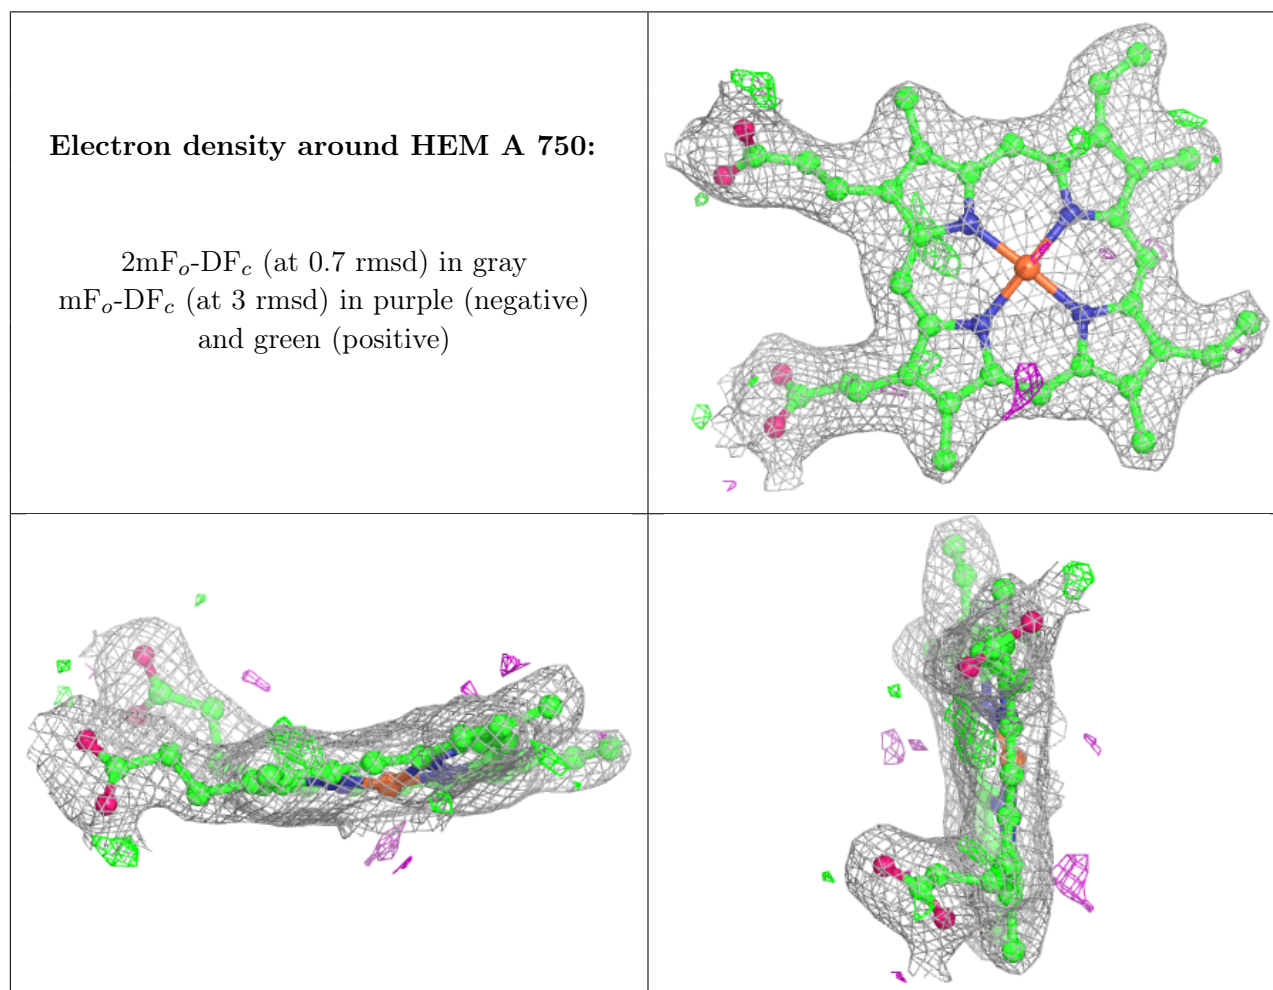 Electron density around HEM A 750:
2mFo-DFc (at 0.7 rmsd) in gray
mFo-DFc (at 3 rmsd) in purple (negative)
and green (positive)